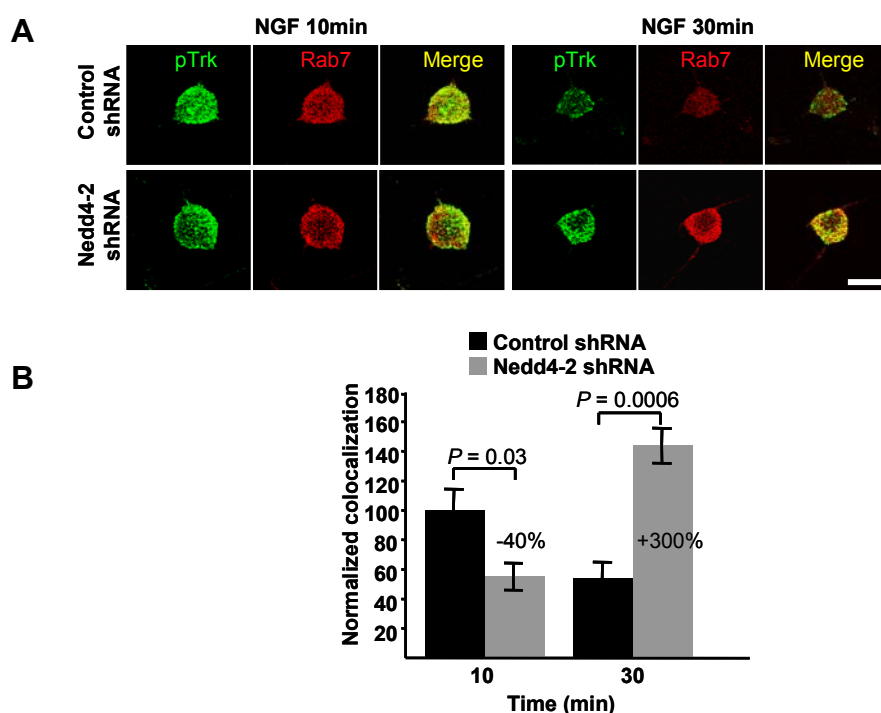 A
NGF 10min
NGF 30min
pTrk Rab7 Merge pTrk Rab7 Merge
Control shRNA
Nedd4-2 shRNA
B
Control shRNA
Nedd4-2 shRNA
Normalized colocalization
180
160
140
120
100
80
60
40
20
P = 0.03
P = 0.0006
-40%
+300%
10 30
Time (min)